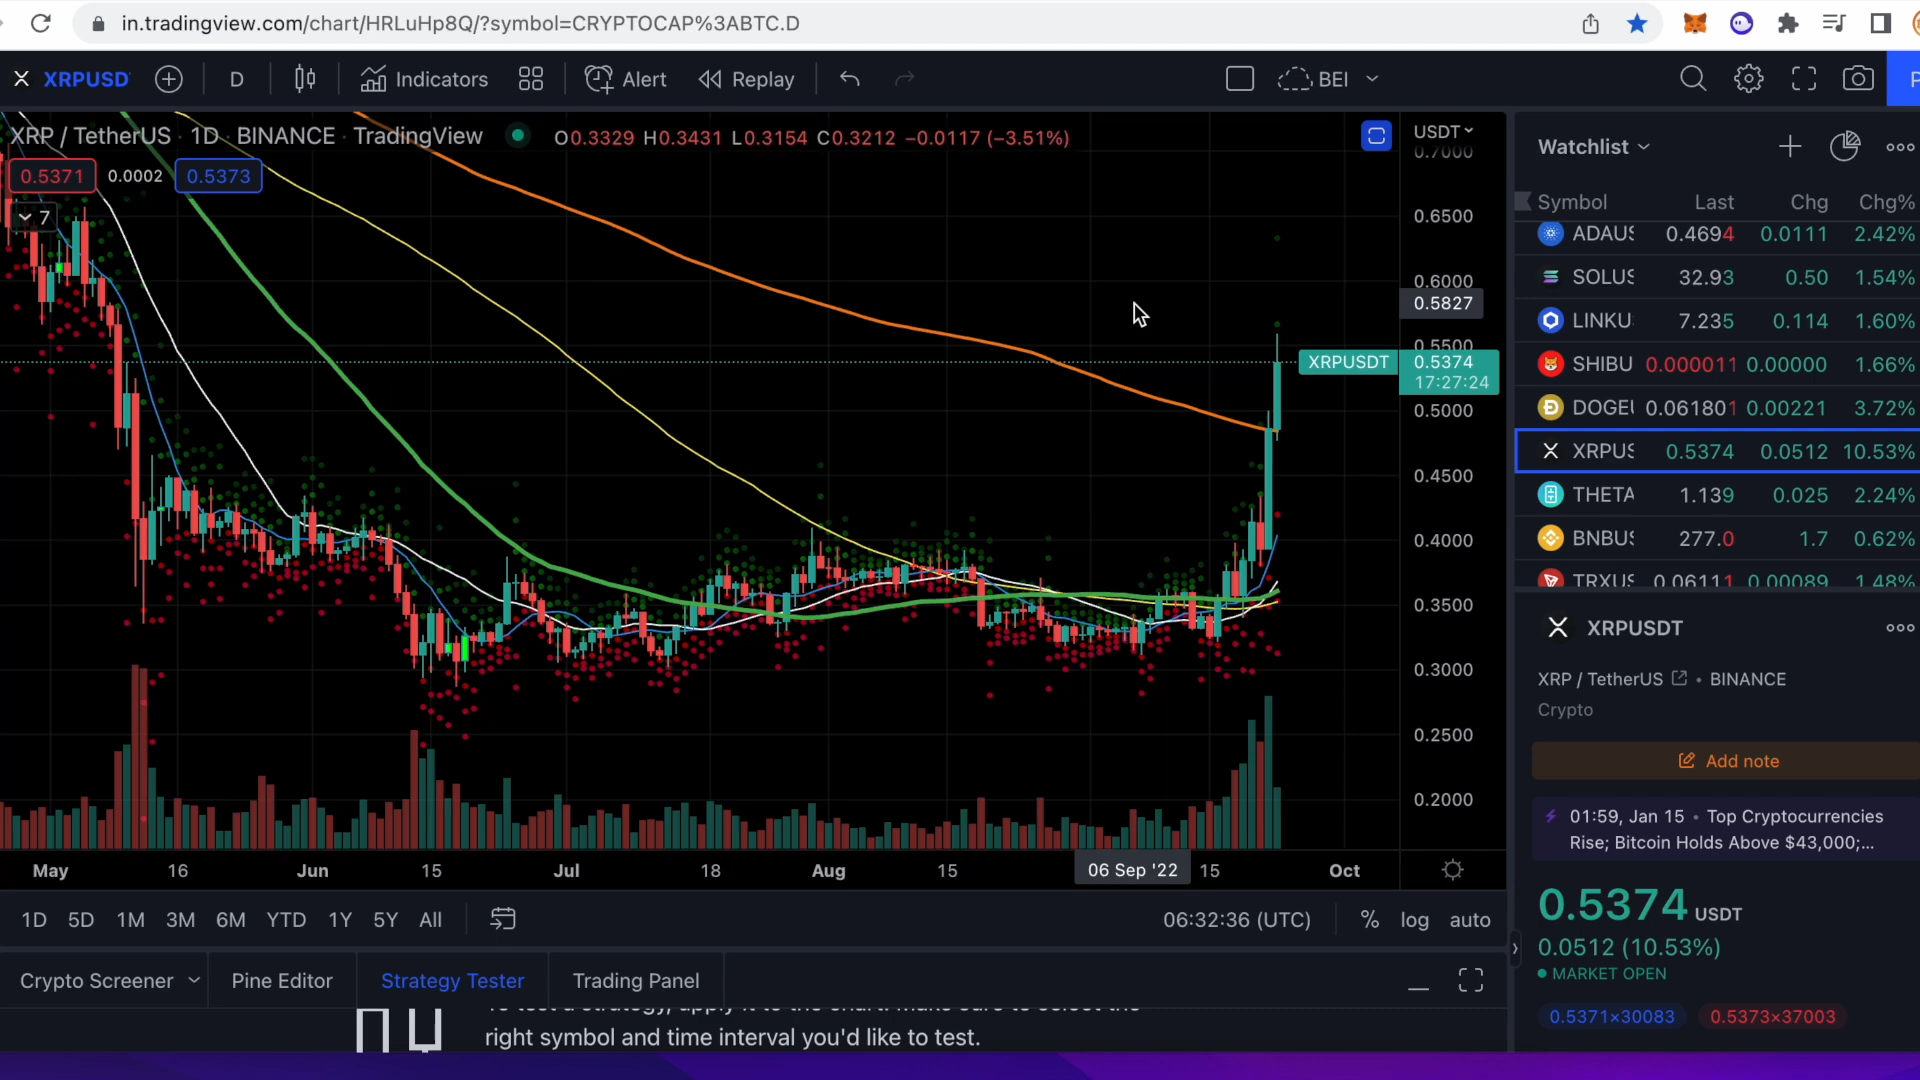 in.tradingview.com/chart/HRLuHp8Q/?symbol=CRYPTOCAP%3ABTC.D
XRPUSD D Indicators Alert Replay BEI
XRP / TetherUS · 1D · BINANCE · TradingView O0.3329 H0.3431 L0.3154 C0.3212 −0.0117 (−3.51%)
0.5371 0.0002 0.5373
7
USDT
0.7000
0.6500
0.6000
0.5827
0.5500
XRPUSDT 0.5374
17:27:24
0.5000
0.4500
0.4000
0.3500
0.3000
0.2500
0.2000
May 16 Jun 15 Jul 18 Aug 15 06 Sep '22 15 Oct
1D 5D 1M 3M 6M YTD 1Y 5Y All 06:32:36 (UTC) % log auto
Crypto Screener Pine Editor Strategy Tester Trading Panel
right symbol and time interval you'd like to test.
Watchlist
Symbol Last Chg Chg%
ADAUS 0.4694 0.0111 2.42%
SOLUS 32.93 0.50 1.54%
LINKU 7.235 0.114 1.60%
SHIBU 0.000011 0.00000 1.66%
DOGEU 0.061801 0.00221 3.72%
XRPUS 0.5374 0.0512 10.53%
THETA 1.139 0.025 2.24%
BNBUS 277.0 1.7 0.62%
TRXUS 0.06111 0.00089 1.48%
XRPUSDT
XRP / TetherUS • BINANCE
Crypto
Add note
01:59, Jan 15 • Top Cryptocurrencies
Rise; Bitcoin Holds Above $43,000;...
0.5374 USDT
0.0512 (10.53%)
MARKET OPEN
0.5371×30083 0.5373×37003